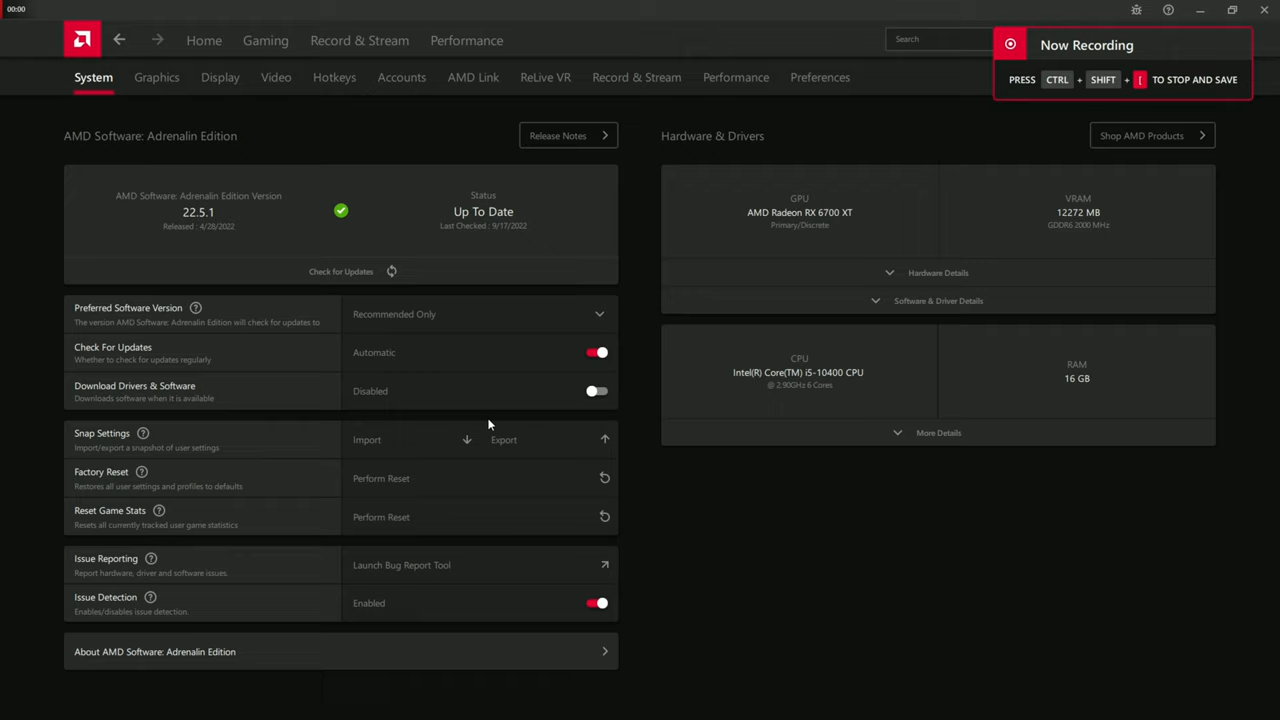 00:00
Home Gaming Record & Stream Performance
Search
Now Recording
PRESS CTRL + SHIFT + [ TO STOP AND SAVE
System Graphics Display Video Hotkeys Accounts AMD Link ReLive VR Record & Stream Performance Preferences
AMD Software: Adrenalin Edition
Release Notes
AMD Software: Adrenalin Edition Version
22.5.1
Released : 4/28/2022
Status
Up To Date
Last Checked : 9/17/2022
Check for Updates
Preferred Software Version
The version AMD Software: Adrenalin Edition will check for updates to
Recommended Only
Check For Updates
Whether to check for updates regularly
Automatic
Download Drivers & Software
Downloads software when it is available
Disabled
Snap Settings
Import/export a snapshot of user settings
Import
Export
Factory Reset
Restores all user settings and profiles to defaults
Perform Reset
Reset Game Stats
Resets all currently tracked user game statistics
Perform Reset
Issue Reporting
Report hardware, driver and software issues.
Launch Bug Report Tool
Issue Detection
Enables/disables issue detection.
Enabled
About AMD Software: Adrenalin Edition
Hardware & Drivers
Shop AMD Products
GPU
AMD Radeon RX 6700 XT
Primary/Discrete
VRAM
12272 MB
GDDR6 2000 MHz
Hardware Details
Software & Driver Details
CPU
Intel(R) Core(TM) i5-10400 CPU
@ 2.90GHz 6 Cores
RAM
16 GB
More Details